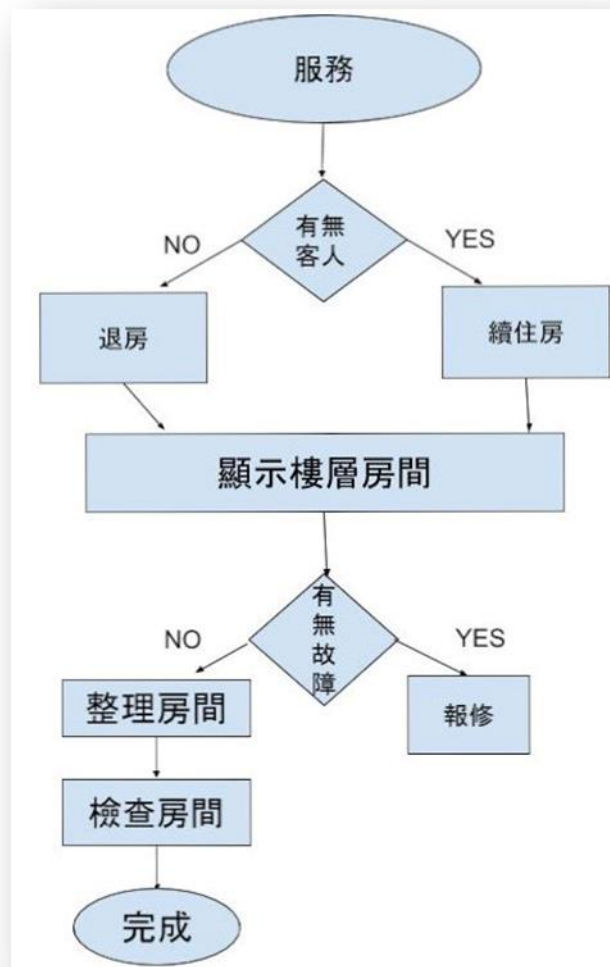 服務
有無
客人
NO
YES
退房
續住房
顯示樓層房間
有
無
故
障
NO
YES
整理房間
報修
檢查房間
完成